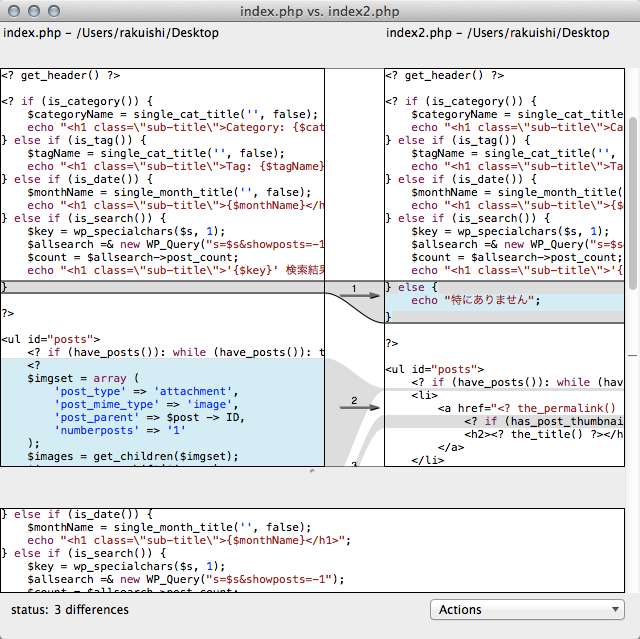 index.php vs. index2.php
index.php – /Users/rakuishi/Desktop
index2.php – /Users/rakuishi/Desktop
<? get_header() ?>
<? if (is_category()) {
$categoryName = single_cat_title('', false);
echo "<h1 class=\"sub-title\">Category: {$cat
} else if (is_tag()) {
$tagName = single_cat_title('', false);
echo "<h1 class=\"sub-title\">Tag: {$tagName}
} else if (is_date()) {
$monthName = single_month_title('', false);
echo "<h1 class=\"sub-title\">{$monthName}</h
} else if (is_search()) {
$key = wp_specialchars($s, 1);
$allsearch =& new WP_Query("s=$s&showposts=-1
$count = $allsearch->post_count;
echo "<h1 class=\"sub-title\">'{$key}' 検索結果
}
?>
<ul id="posts">
<? if (have_posts()): while (have_posts()): t
<?
$imgset = array (
'post_type' => 'attachment',
'post_mime_type' => 'image',
'post_parent' => $post -> ID,
'numberposts' => '1'
);
$images = get_children($imgset);
1
2
3
<? get_header() ?>
<? if (is_category()) {
$categoryName = single_cat_title
echo "<h1 class=\"sub-title\">Ca
} else if (is_tag()) {
$tagName = single_cat_title('',
echo "<h1 class=\"sub-title\">Ta
} else if (is_date()) {
$monthName = single_month_title(
echo "<h1 class=\"sub-title\">{$
} else if (is_search()) {
$key = wp_specialchars($s, 1);
$allsearch =& new WP_Query("s=$s
$count = $allsearch->post_count;
echo "<h1 class=\"sub-title\">'{
} else {
echo "特にありません";
}
?>
<ul id="posts">
<? if (have_posts()): while (hav
<li>
<a href="<? the_permalink()
<? if (has_post_thumbnai
<h2><? the_title() ?></h
</a>
</li>
} else if (is_date()) {
$monthName = single_month_title('', false);
echo "<h1 class=\"sub-title\">{$monthName}</h1>";
} else if (is_search()) {
$key = wp_specialchars($s, 1);
$allsearch =& new WP_Query("s=$s&showposts=-1");
$count = $allsearch->post_count;
status: 3 differences
Actions